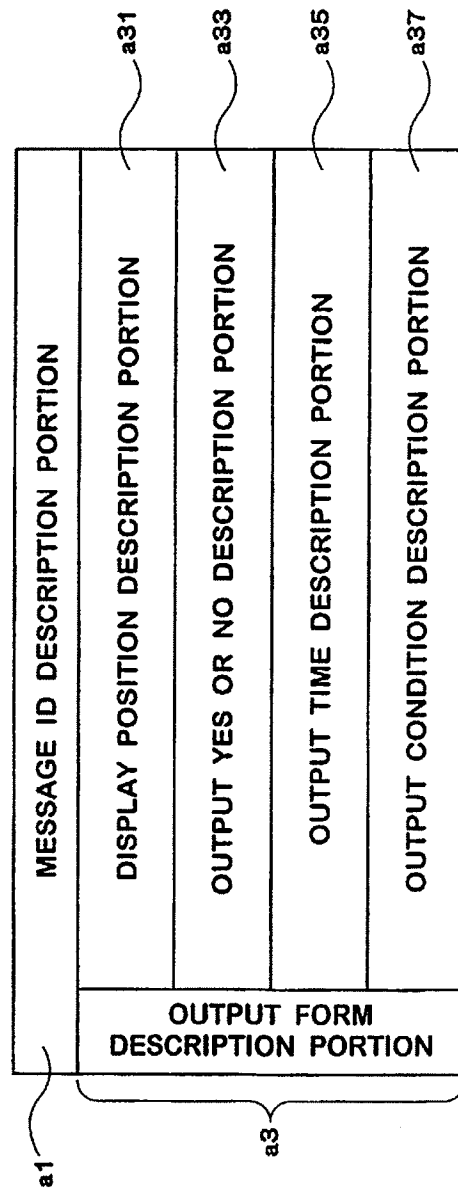 a1
MESSAGE ID DESCRIPTION PORTION
a3
OUTPUT FORM
DESCRIPTION PORTION
DISPLAY POSITION DESCRIPTION PORTION
a31
OUTPUT YES OR NO DESCRIPTION PORTION
a33
OUTPUT TIME DESCRIPTION PORTION
a35
OUTPUT CONDITION DESCRIPTION PORTION
a37